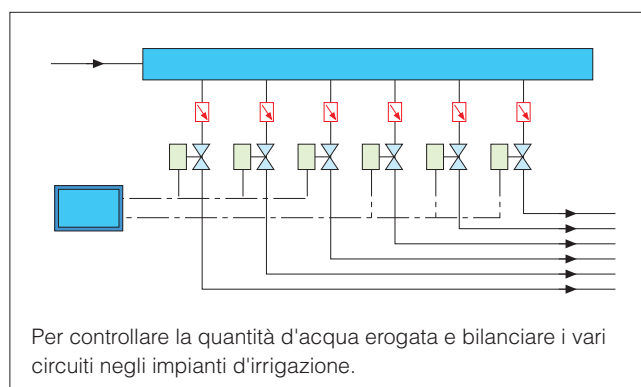 Per controllare la quantità d'acqua erogata e bilanciare i vari
circuiti negli impianti d'irrigazione.